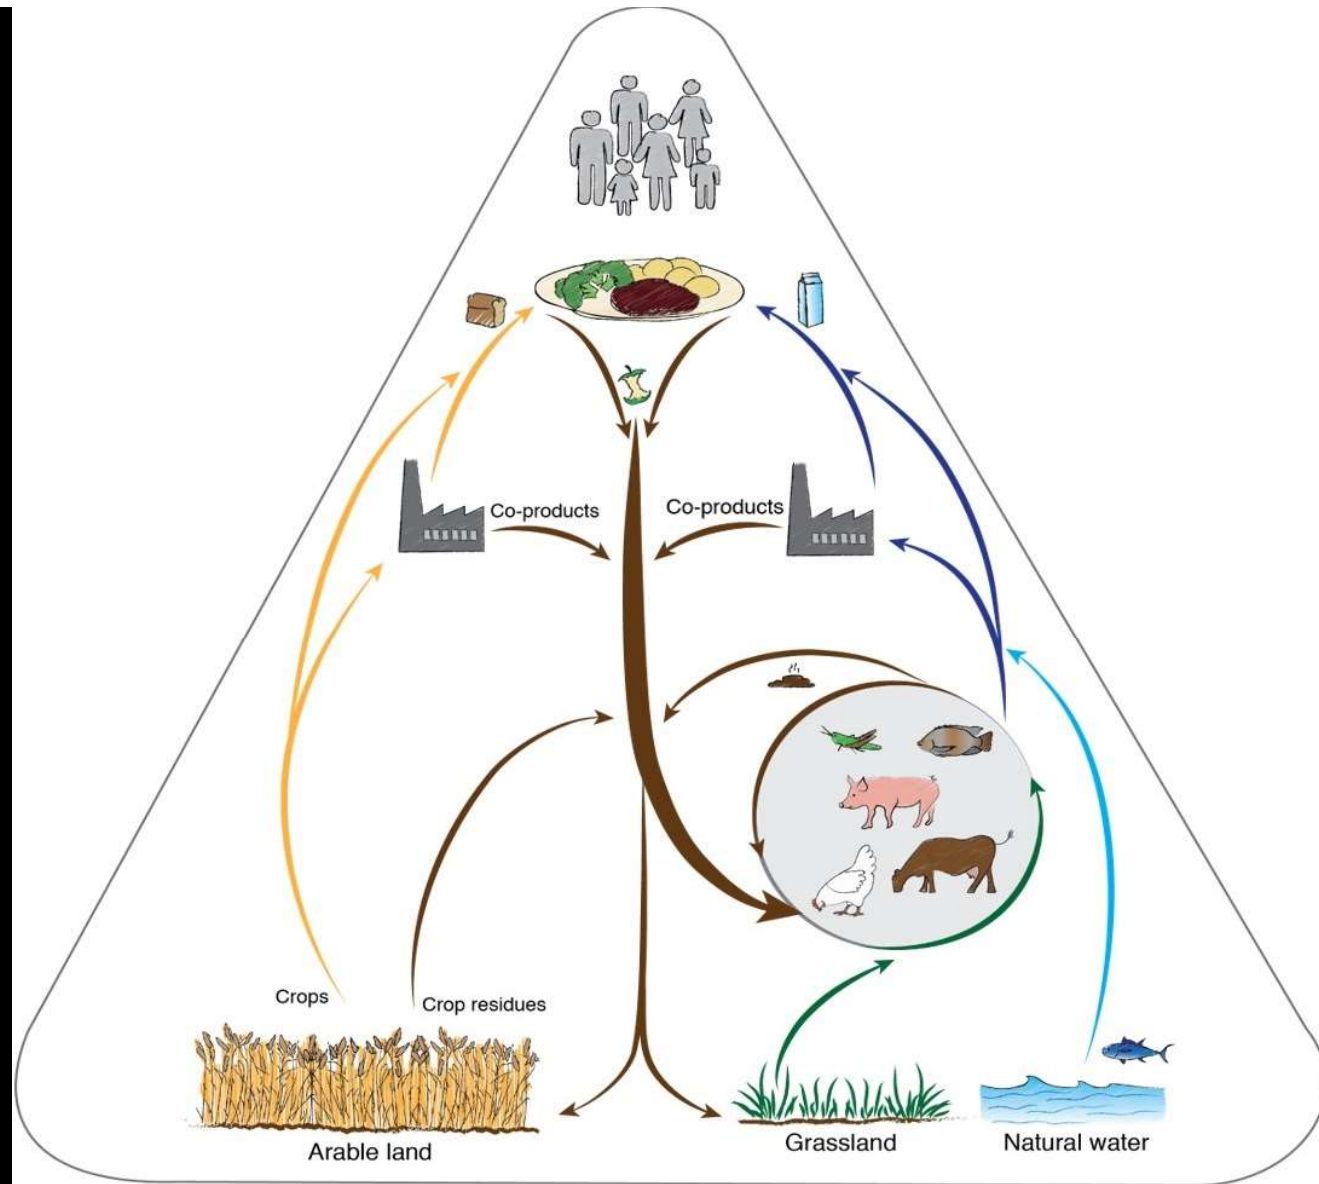 Co-products
Co-products
Crops
Crop residues
Arable land
Grassland
Natural water